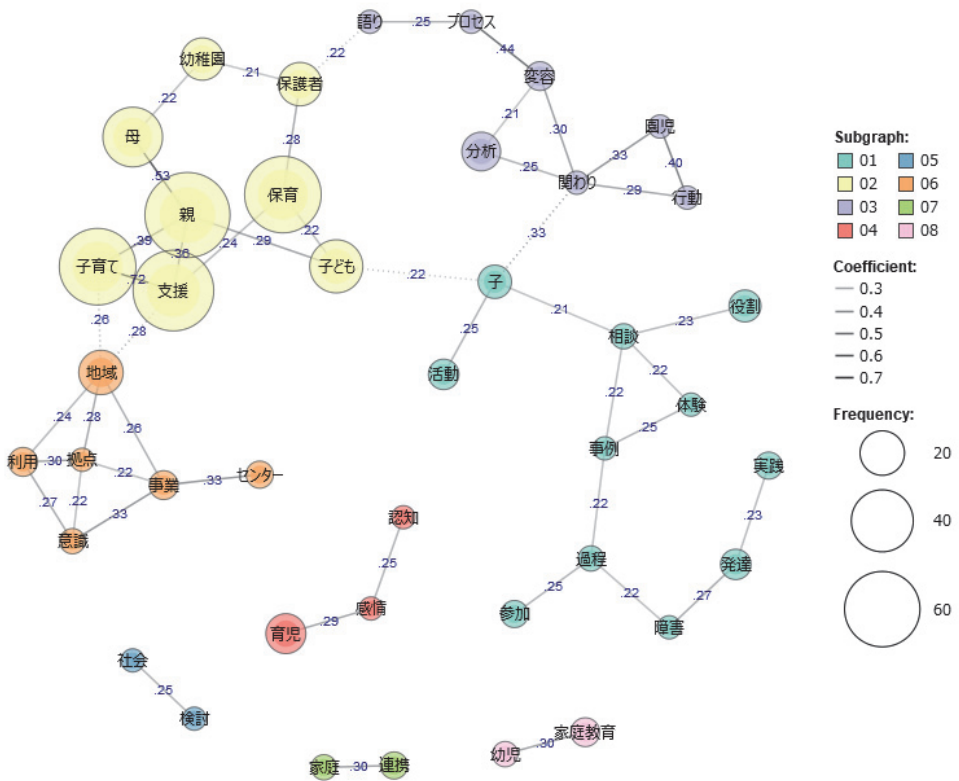 語り
.25
プロセス
.22
.44
幼稚園
.21
保護者
変容
.22
.21
.30
母
.28
分析
.25
.33
園児
.40
関わり
.29
行動
.53
親
保育
.24
.29
.22
.39
.36
子育て
.72
支援
子ども
.22
.33
子
.26
.28
.25
.21
相談
.23
役割
地域
活動
.22
.22
体験
.24
.28
.26
事例
.25
利用
.30
拠点
.22
事業
.33
センター
.27
.22
.33
意識
.22
実践
.23
認知
.25
感情
.29
育児
過程
.25
.22
発達
.27
参加
障害
社会
.25
検討
家庭
.30
連携
幼児
.30
家庭教育
Subgraph:
01 05
02 06
03 07
04 08
Coefficient:
0.3
0.4
0.5
0.6
0.7
Frequency:
20
40
60